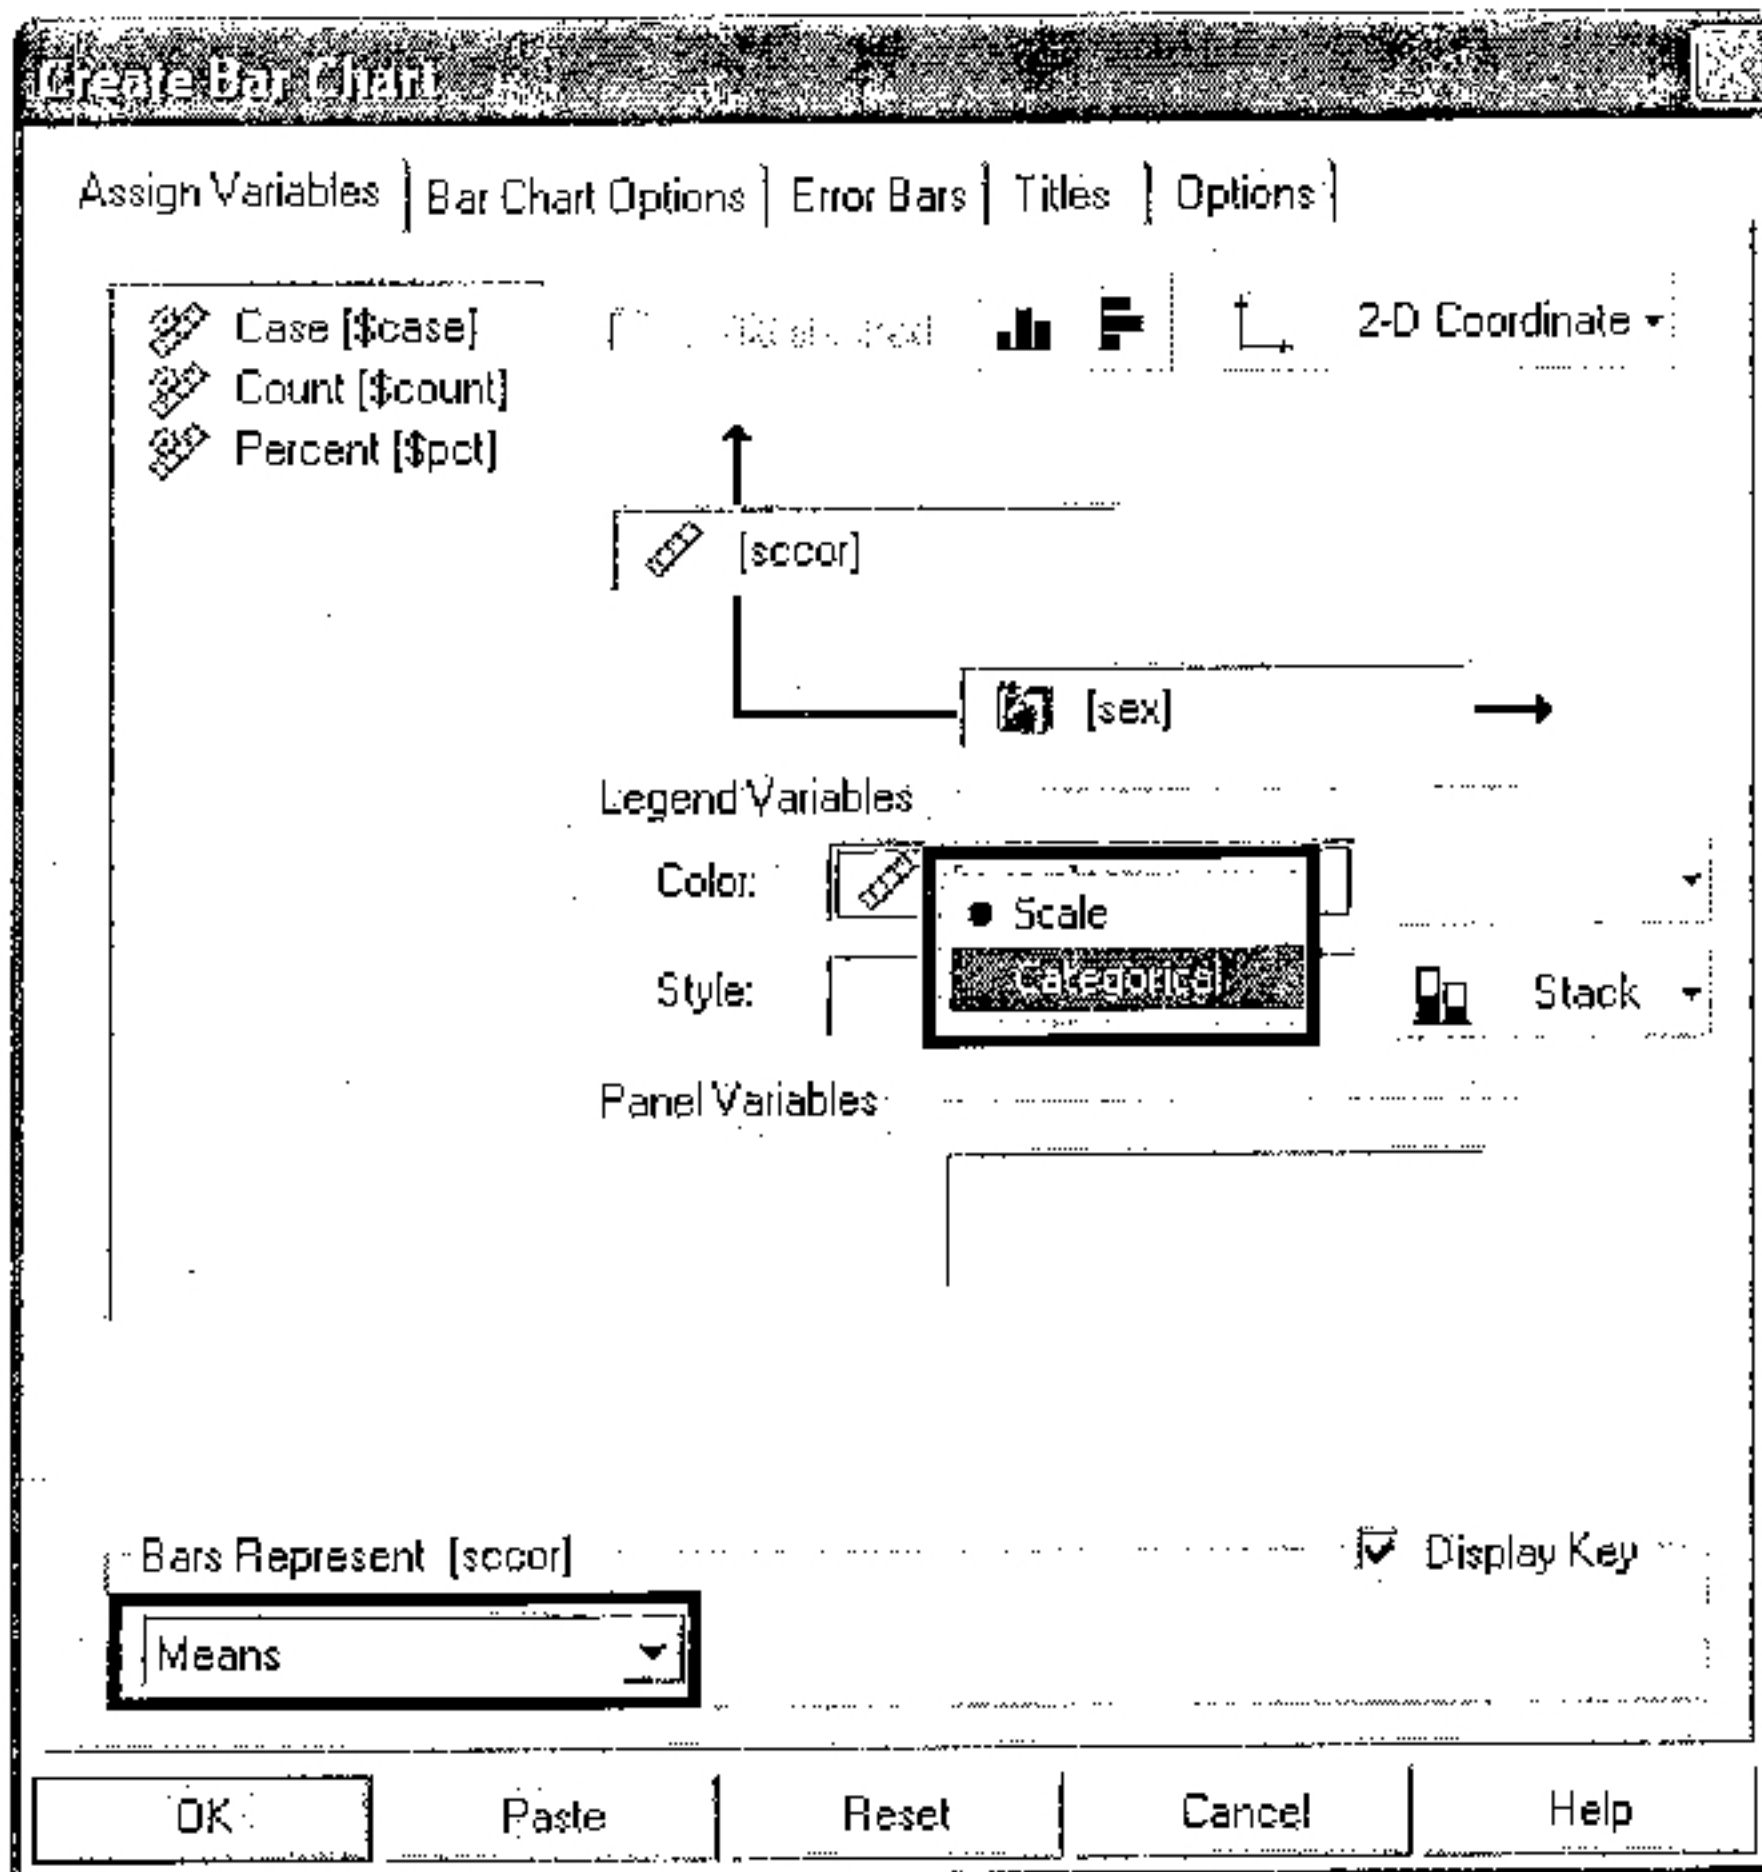 Create Bar Chart
Assign Variables Bar Chart Options Error Bars Titles Options
Case [$case]
Count [$count]
Percent [$pct]
2-D Coordinate
[sccor]
[sex]
Legend Variables
Color:
Scale
Categorical
Style:
Stack
Panel Variables
Bars Represent [sccor]
Display Key
Means
OK Paste Reset Cancel Help